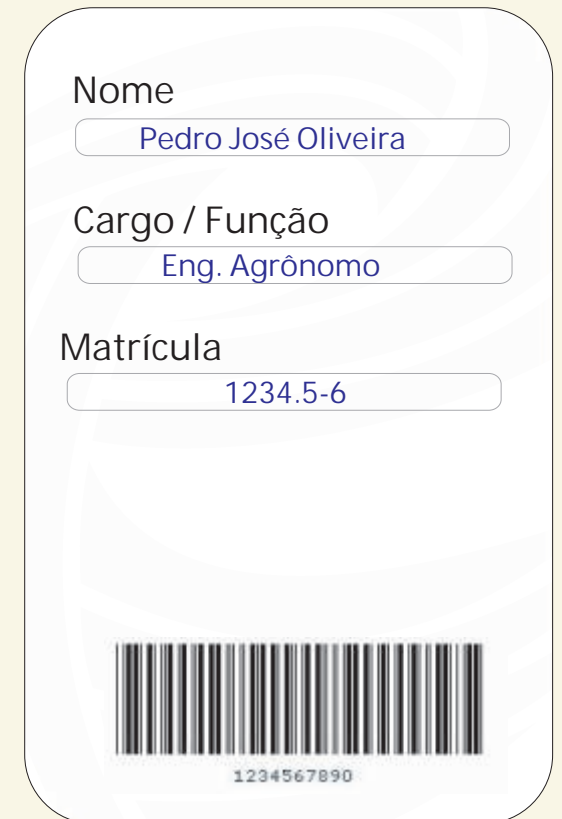 Nome
Pedro José Oliveira
Cargo / Função
Eng. Agrônomo
Matrícula
1234.5-6
1234567890